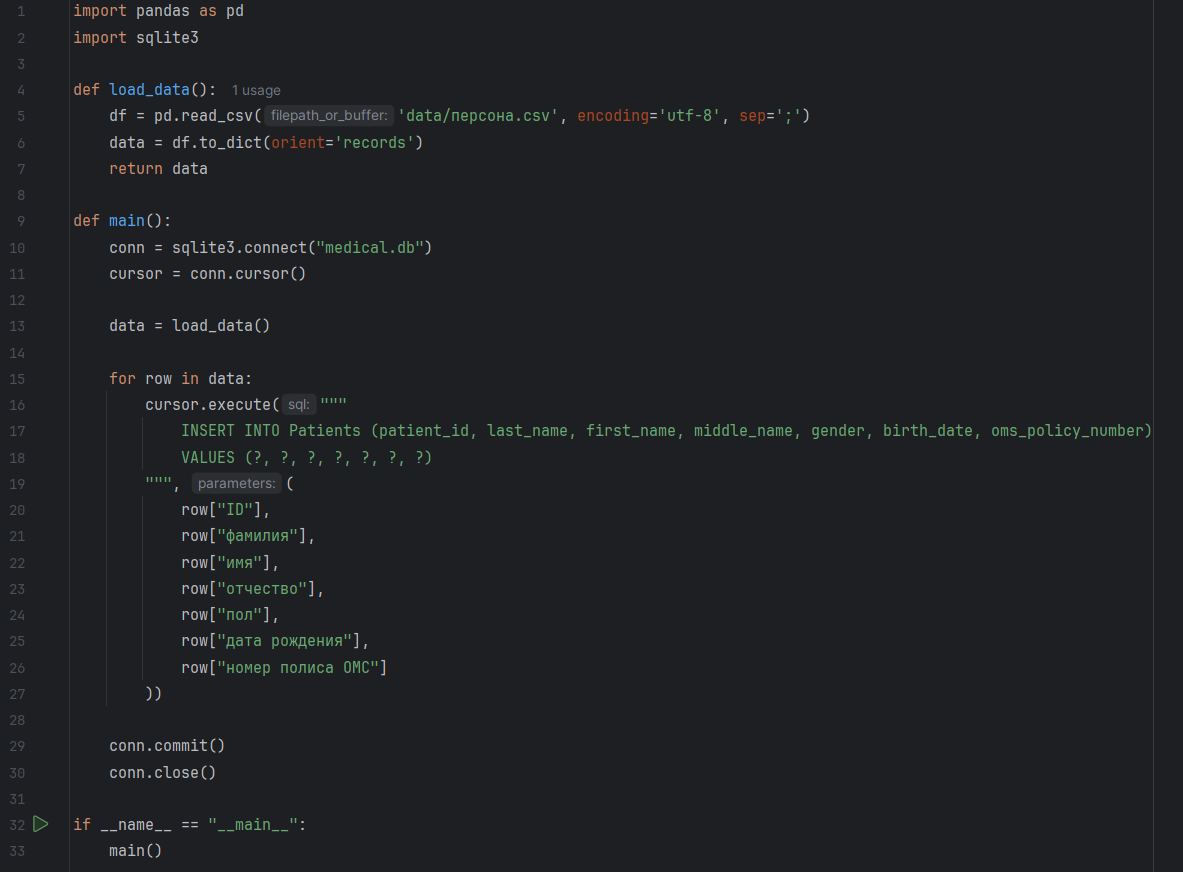 1 import pandas as pd
2 import sqlite3
3
4 def load_data(): 1 usage
5     df = pd.read_csv( filepath_or_buffer: 'data/персона.csv', encoding='utf-8', sep=';')
6     data = df.to_dict(orient='records')
7     return data
8
9 def main():
10     conn = sqlite3.connect("medical.db")
11     cursor = conn.cursor()
12
13     data = load_data()
14
15     for row in data:
16         cursor.execute( sql: """
17             INSERT INTO Patients (patient_id, last_name, first_name, middle_name, gender, birth_date, oms_policy_number)
18             VALUES (?, ?, ?, ?, ?, ?, ?)
19         """, parameters: (
20             row["ID"],
21             row["фамилия"],
22             row["имя"],
23             row["отчество"],
24             row["пол"],
25             row["дата рождения"],
26             row["номер полиса ОМС"]
27         ))
28
29     conn.commit()
30     conn.close()
31
32 if __name__ == "__main__":
33     main()